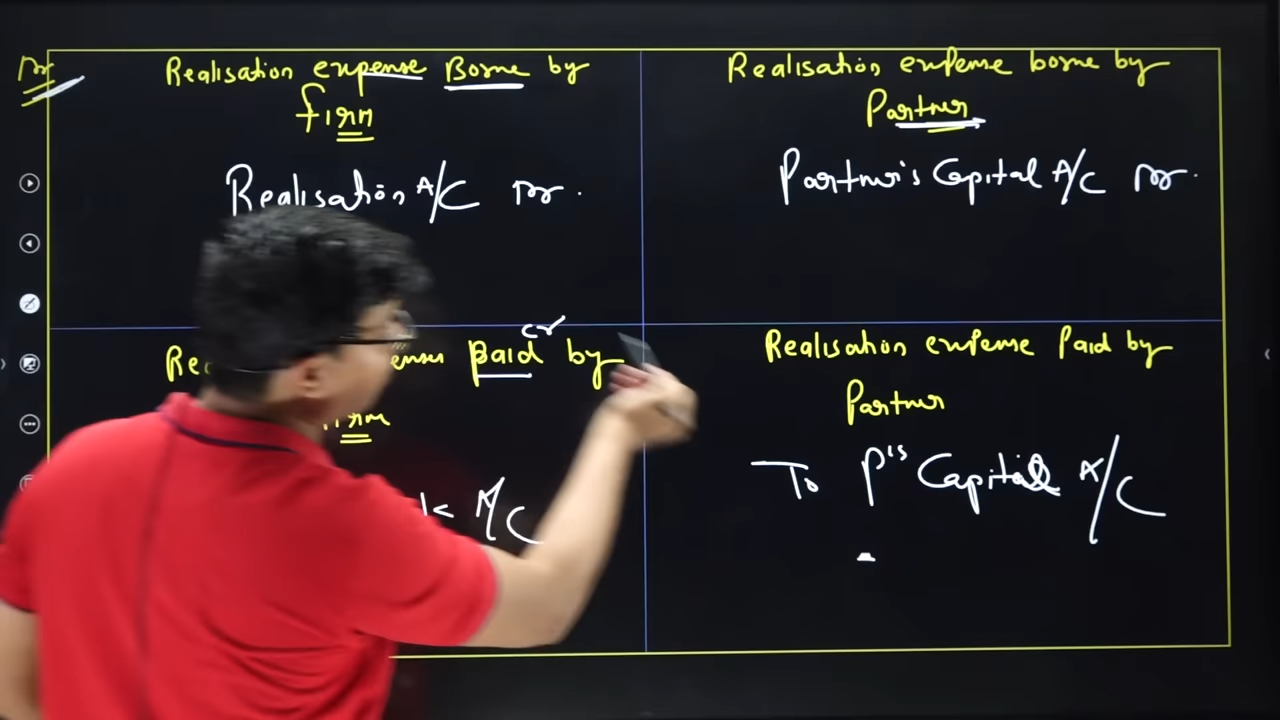 Dr
Realisation expense Borne by
firm
Realisation A/C Dr.
Realisation expense borne by
Partner
Partner's Capital A/C Dr.
cr
Paid by
A/C
Realisation expense Paid by
Partner
To P's Capital A/C